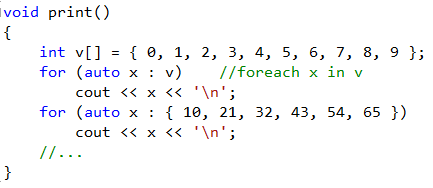 void print()
{
    int v[] = { 0, 1, 2, 3, 4, 5, 6, 7, 8, 9 };
    for (auto x : v)    //foreach x in v
        cout << x << '\n';
    for (auto x : { 10, 21, 32, 43, 54, 65 })
        cout << x << '\n';
    //...
}